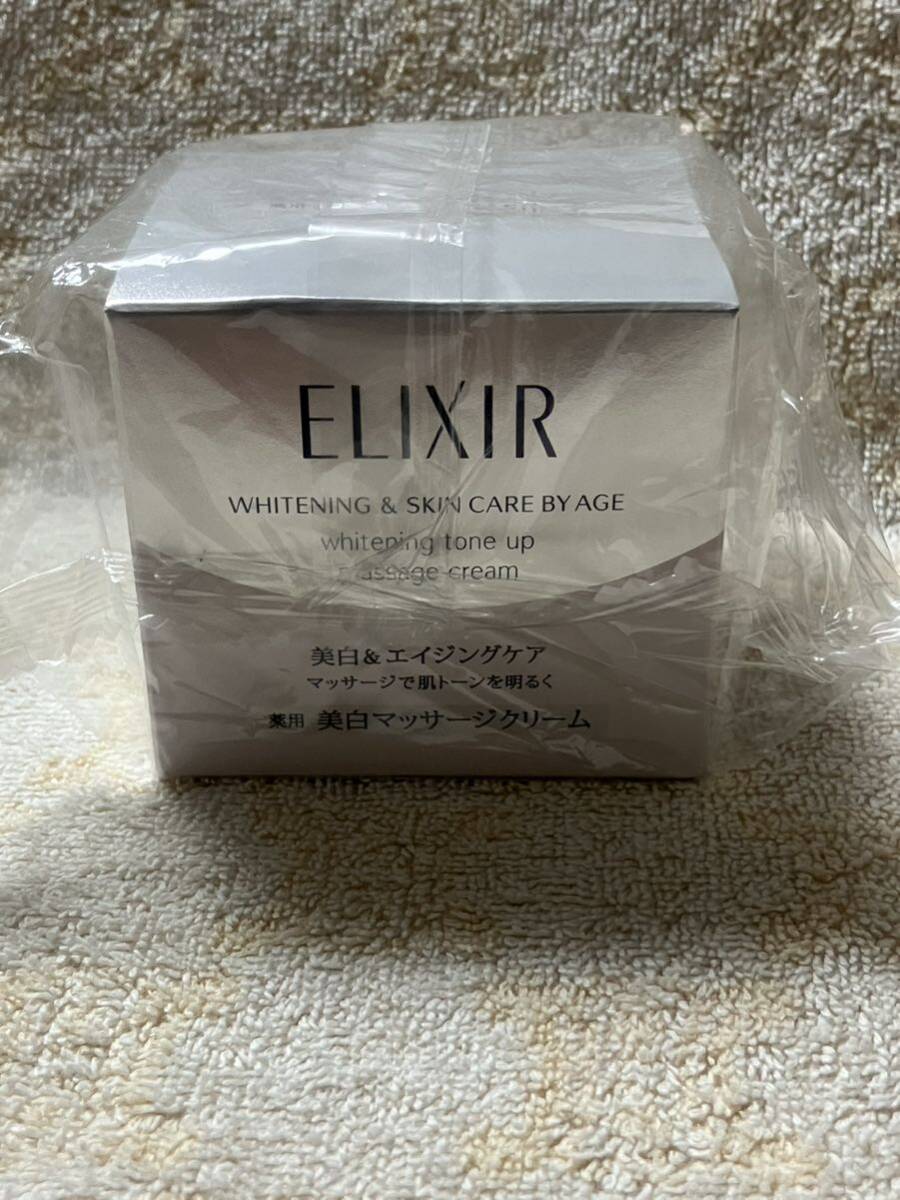 ELIXIR
WHITENING & SKIN CARE BY AGE
whitening tone up
massage cream
美白&エイジングケア
マッサージで肌トーンを明るく
薬用 美白マッサージクリーム